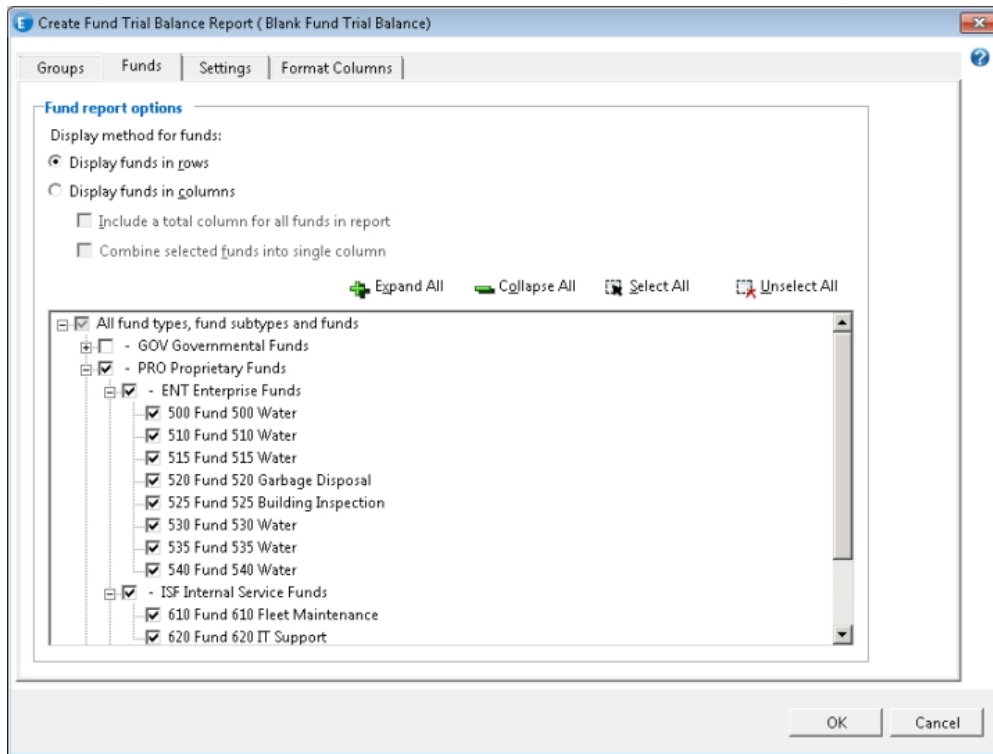 E Create Fund Trial Balance Report ( Blank Fund Trial Balance)
Groups Funds Settings Format Columns
?
Fund report options
Display method for funds:
Display funds in rows
Display funds in columns
Include a total column for all funds in report
Combine selected funds into single column
Expand All Collapse All Select All Unselect All
All fund types, fund subtypes and funds
- GOV Governmental Funds
- PRO Proprietary Funds
- ENT Enterprise Funds
500 Fund 500 Water
510 Fund 510 Water
515 Fund 515 Water
520 Fund 520 Garbage Disposal
525 Fund 525 Building Inspection
530 Fund 530 Water
535 Fund 535 Water
540 Fund 540 Water
- ISF Internal Service Funds
610 Fund 610 Fleet Maintenance
620 Fund 620 IT Support
OK Cancel